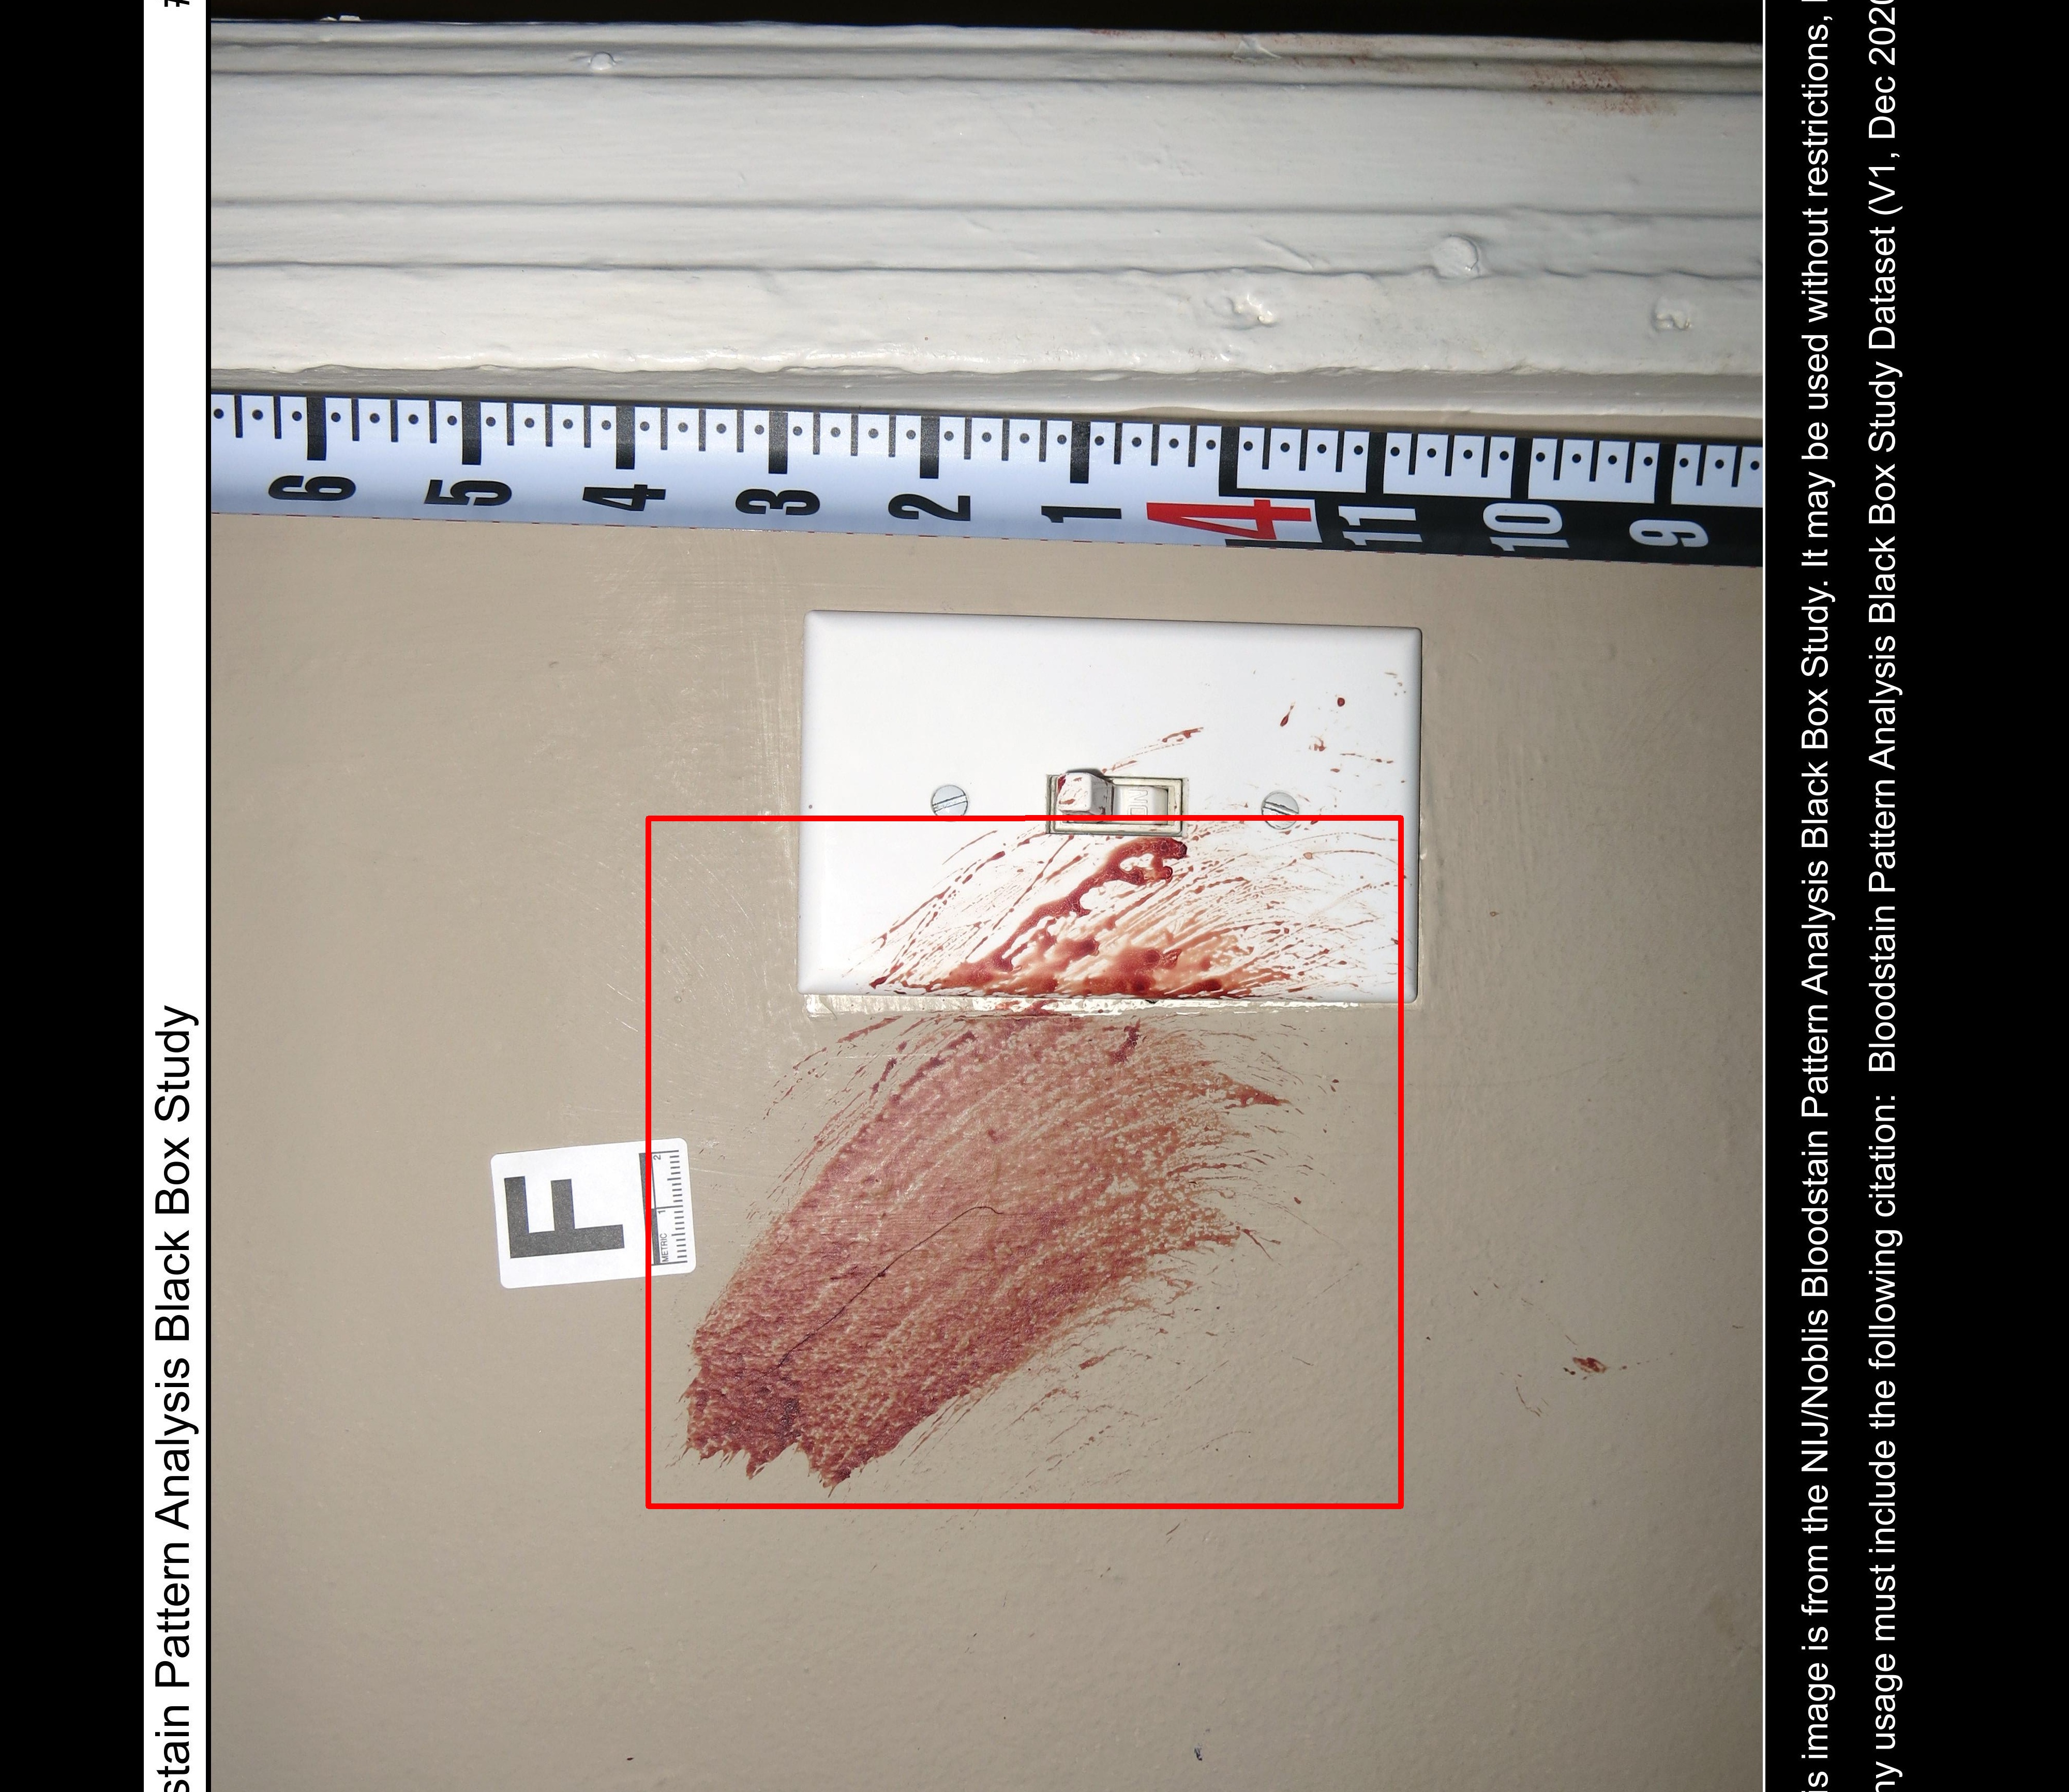 stain Pattern Analysis Black Box Study
#
6 5 4 3 2 1 4 11 10 9
ON
F
METRIC 1 2
is image is from the NIJ/Noblis Bloodstain Pattern Analysis Black Box Study. It may be used without restrictions,
ny usage must include the following citation: Bloodstain Pattern Analysis Black Box Study Dataset (V1, Dec 2020